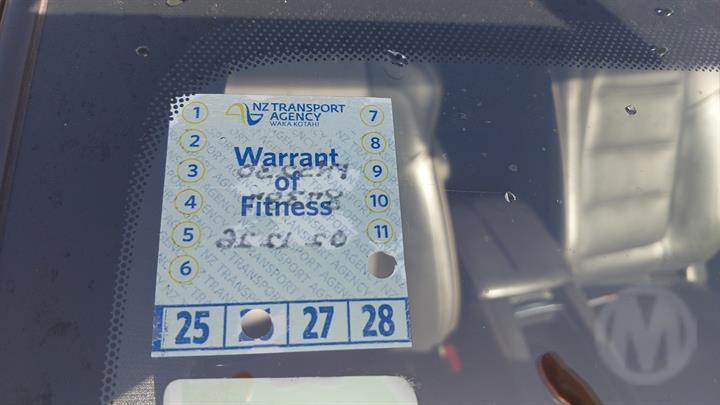 NZ TRANSPORT
AGENCY
WAKA KOTAHI
1
7
2
8
Warrant
3
9
of
4
10
Fitness
5
11
6
25
27
28
M